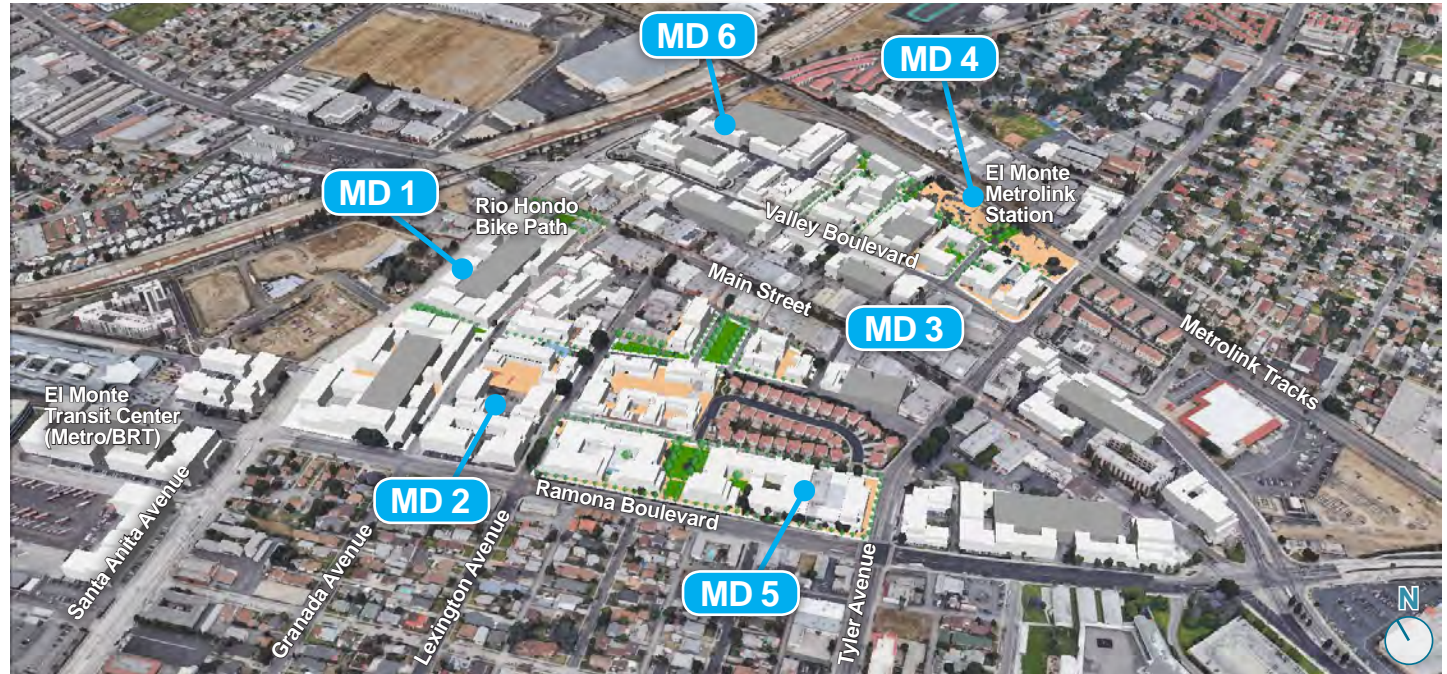 MD 6
MD 4
El Monte
Metrolink
Station
MD 1
Rio Hondo
Bike Path
Valley Boulevard
Main Street
MD 3
Metrolink Tracks
El Monte
Transit Center
(Metro/BRT)
MD 2
Ramona Boulevard
Santa Anita Avenue
Granada Avenue
Lexington Avenue
MD 5
Tyler Avenue
N